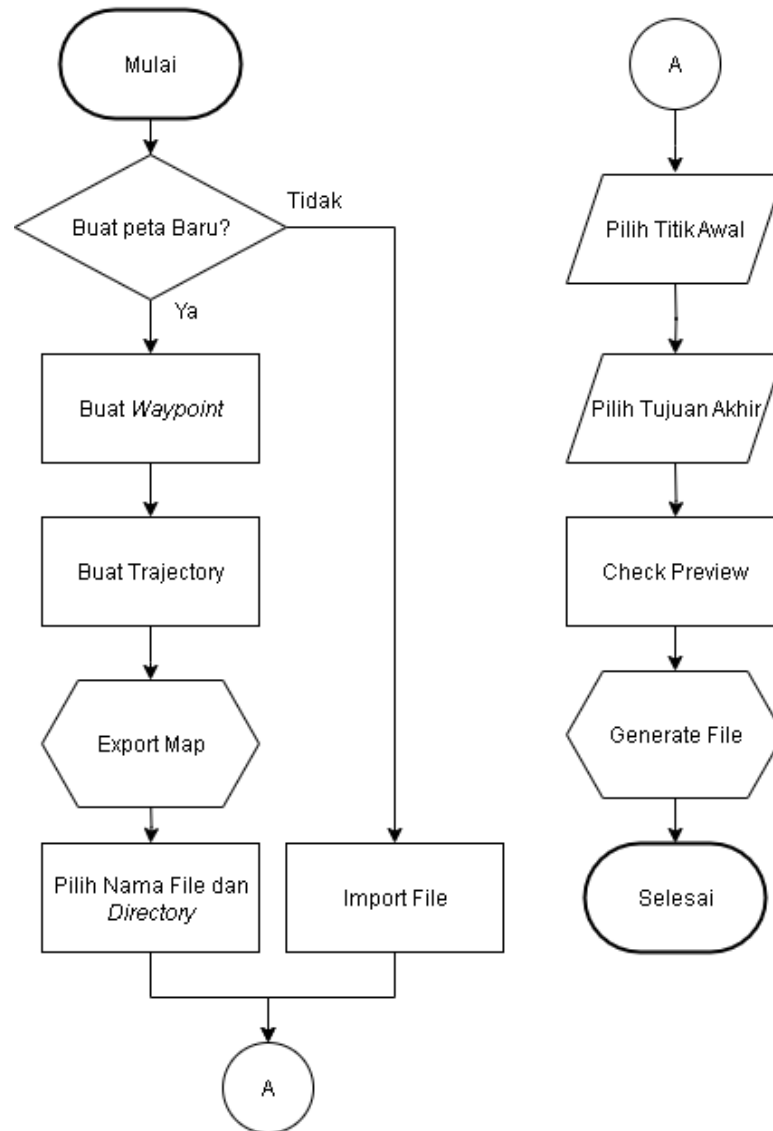 Mulai
Buat peta Baru?
Tidak
Ya
Buat Waypoint
Buat Trajectory
Export Map
Pilih Nama File dan
Directory
Import File
A
A
Pilih Titik Awal
Pilih Tujuan Akhir
Check Preview
Generate File
Selesai